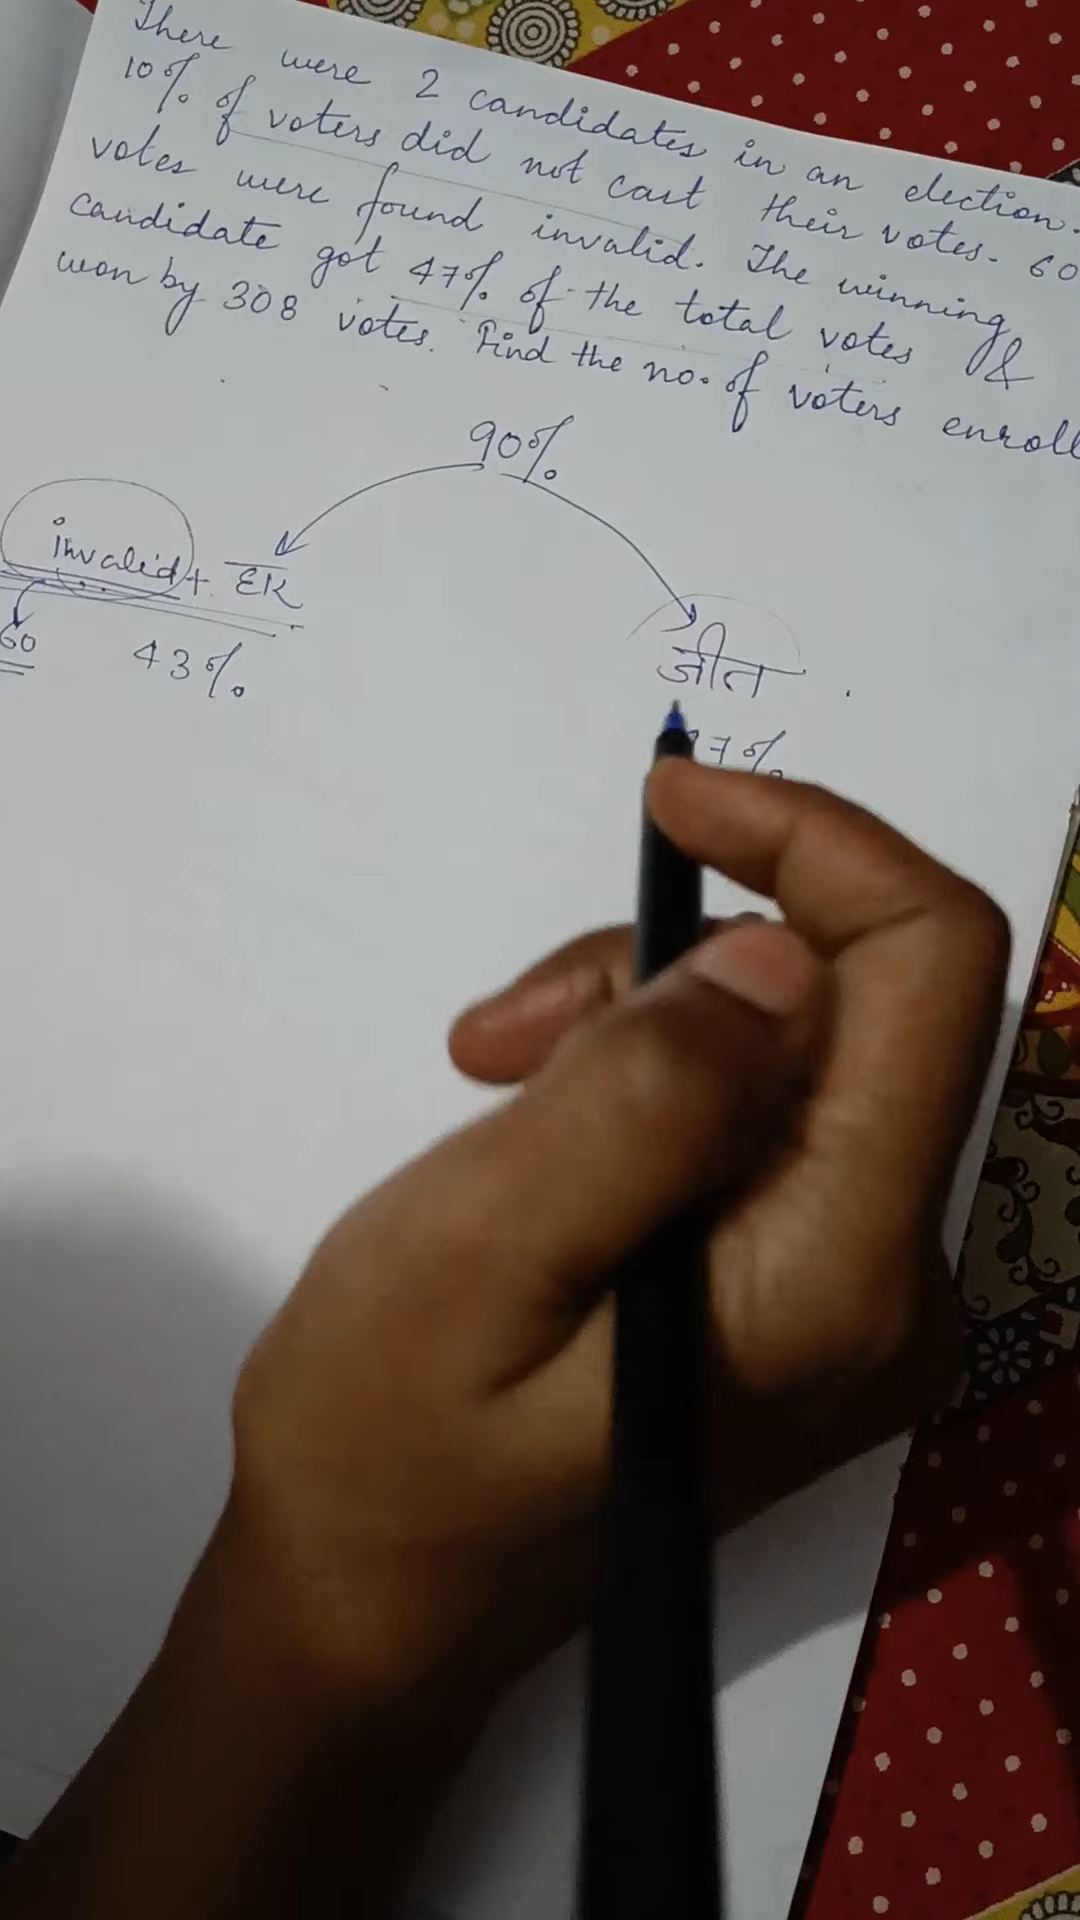 There were 2 candidates in an election.
10% of voters did not cast their votes. 60
votes were found invalid. The winning
candidate got 47% of the total votes &
won by 308 votes. Find the no. of voters enroll
90%
invalid +
60
43%
जीत
7%